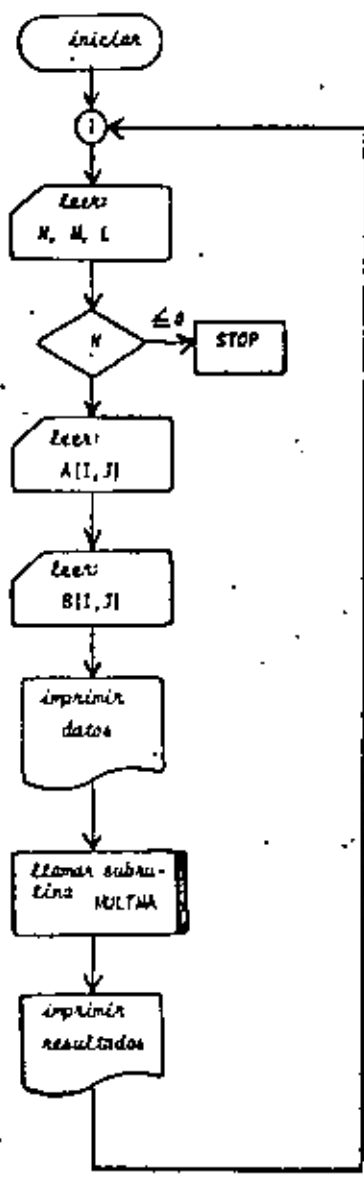 iniciar
1
leer:
N, M, L
N
≤ 0
STOP
leer:
A(I,J)
leer:
B(I,J)
imprimir
datos
llamar subru-
tina MULTMA
imprimir
resultados